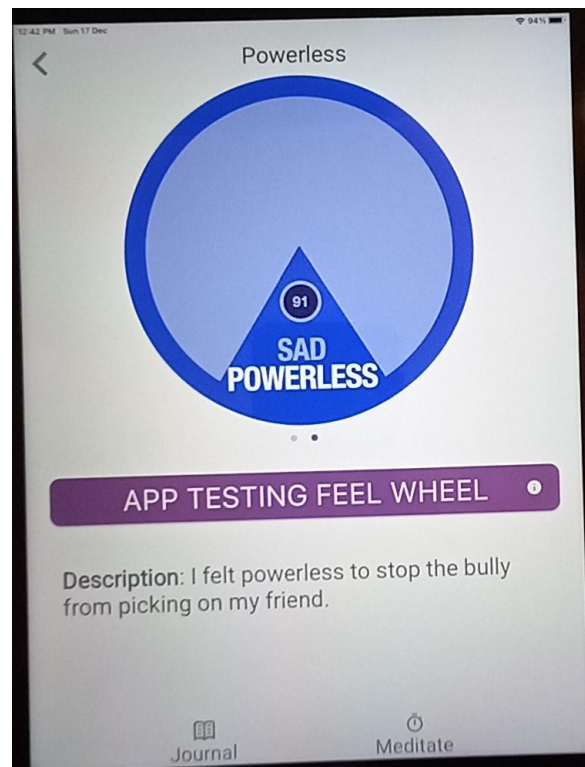 12:42 PM Sun 17 Dec
94%
Powerless
91
SAD
POWERLESS
APP TESTING FEEL WHEEL
Description: I felt powerless to stop the bully
from picking on my friend.
Journal
Meditate